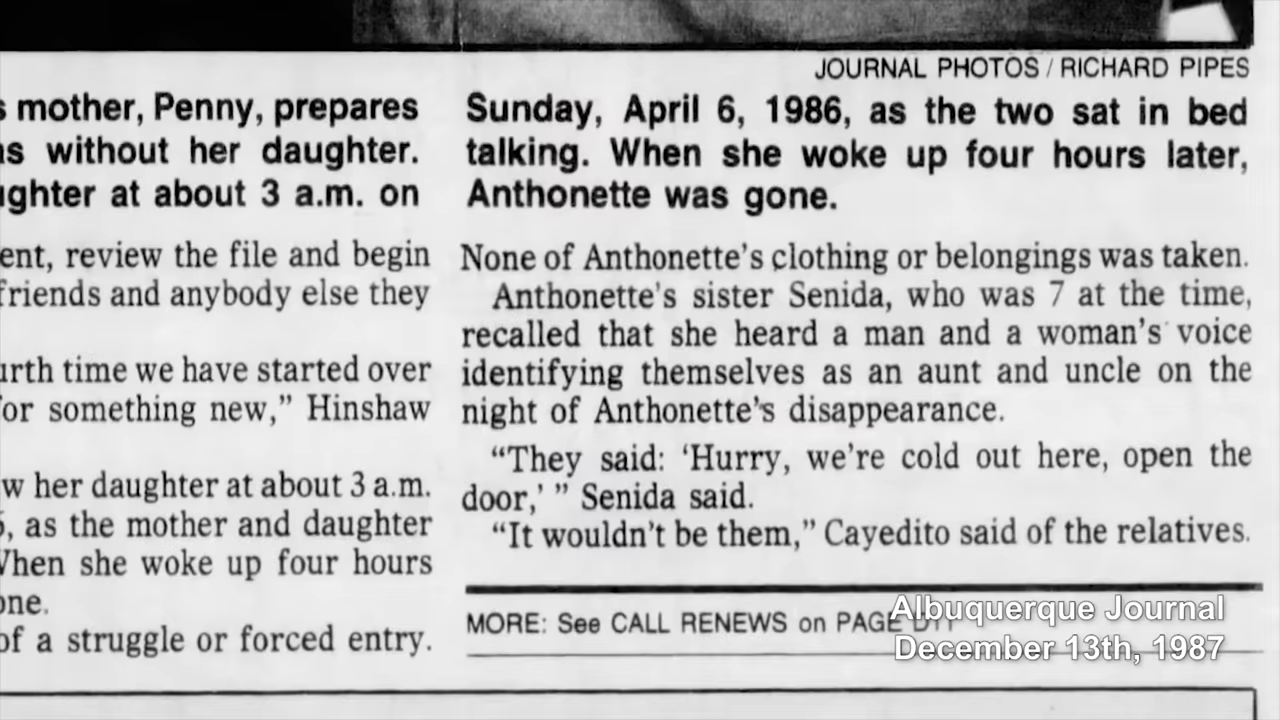 JOURNAL PHOTOS / RICHARD PIPES
mother, Penny, prepares
without her daughter.
at about 3 a.m. on
Sunday, April 6, 1986, as the two sat in bed
talking. When she woke up four hours later,
Anthonette was gone.
review the file and begin
friends and anybody else they
time we have started over
for something new,” Hinshaw
her daughter at about 3 a.m.
as the mother and daughter
When she woke up four hours
of a struggle or forced entry.
None of Anthonette’s clothing or belongings was taken.
Anthonette’s sister Senida, who was 7 at the time,
recalled that she heard a man and a woman’s voice
identifying themselves as an aunt and uncle on the
night of Anthonette’s disappearance.
“They said: ‘Hurry, we’re cold out here, open the
door,’ ” Senida said.
“It wouldn’t be them,” Cayedito said of the relatives.
MORE: See CALL RENEWS on PAGE
Albuquerque Journal
December 13th, 1987